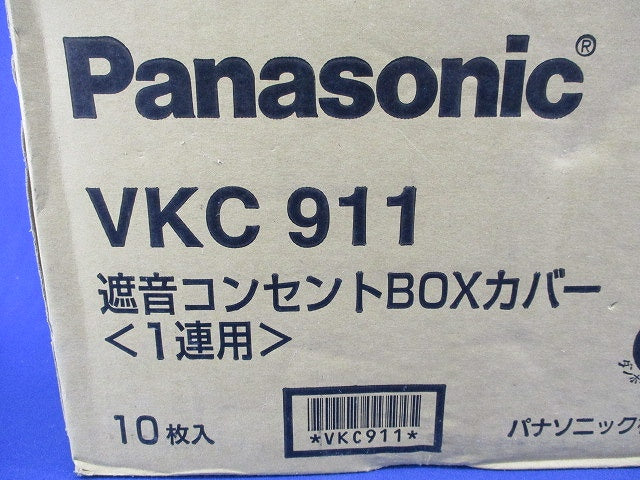 Panasonic®
VKC 911
遮音コンセントBOXカバー
<1連用>
10枚入
*VKC911*
パナソニック